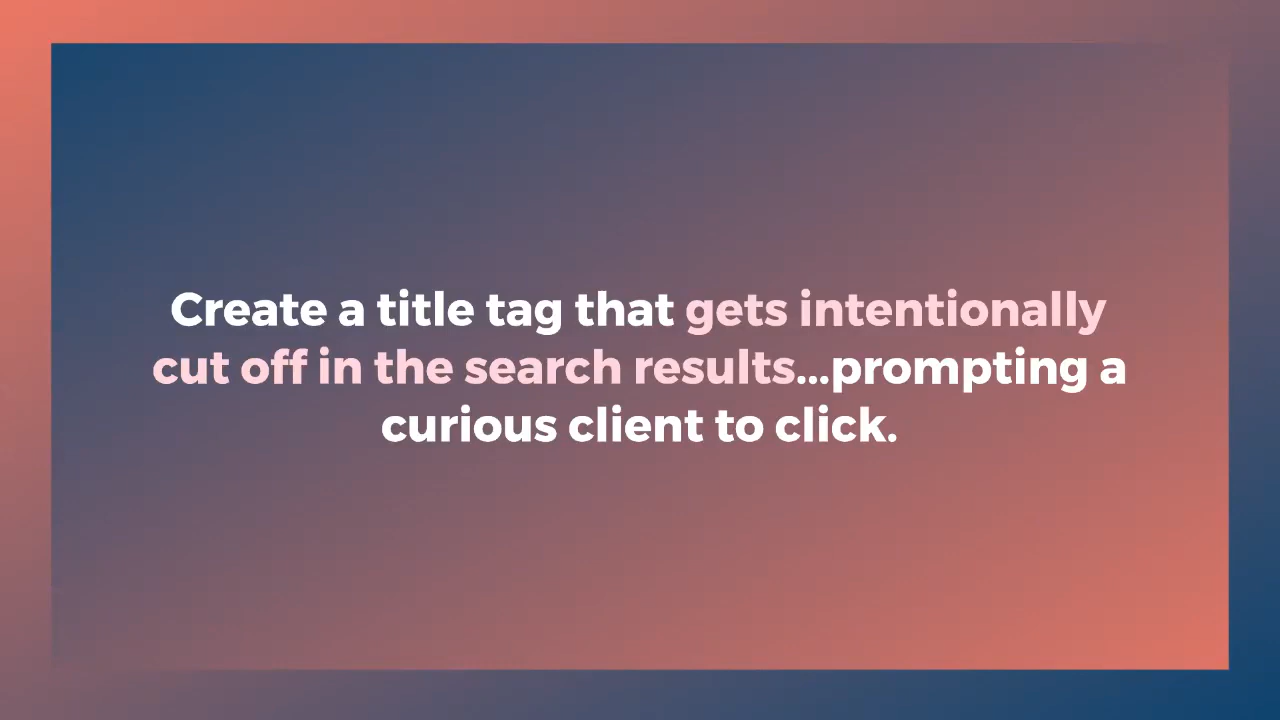 Create a title tag that gets intentionally
cut off in the search results...prompting a
curious client to click.